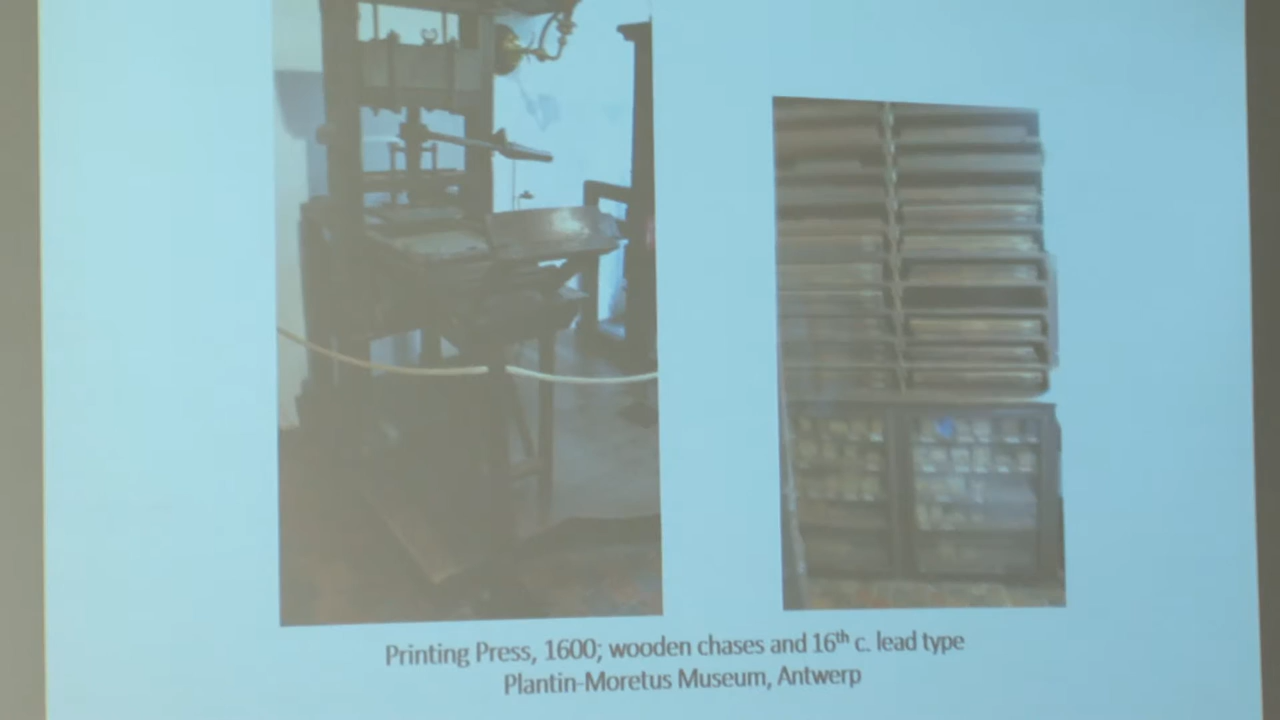 Printing Press, 1600; wooden chases and 16th c. lead type
Plantin-Moretus Museum, Antwerp